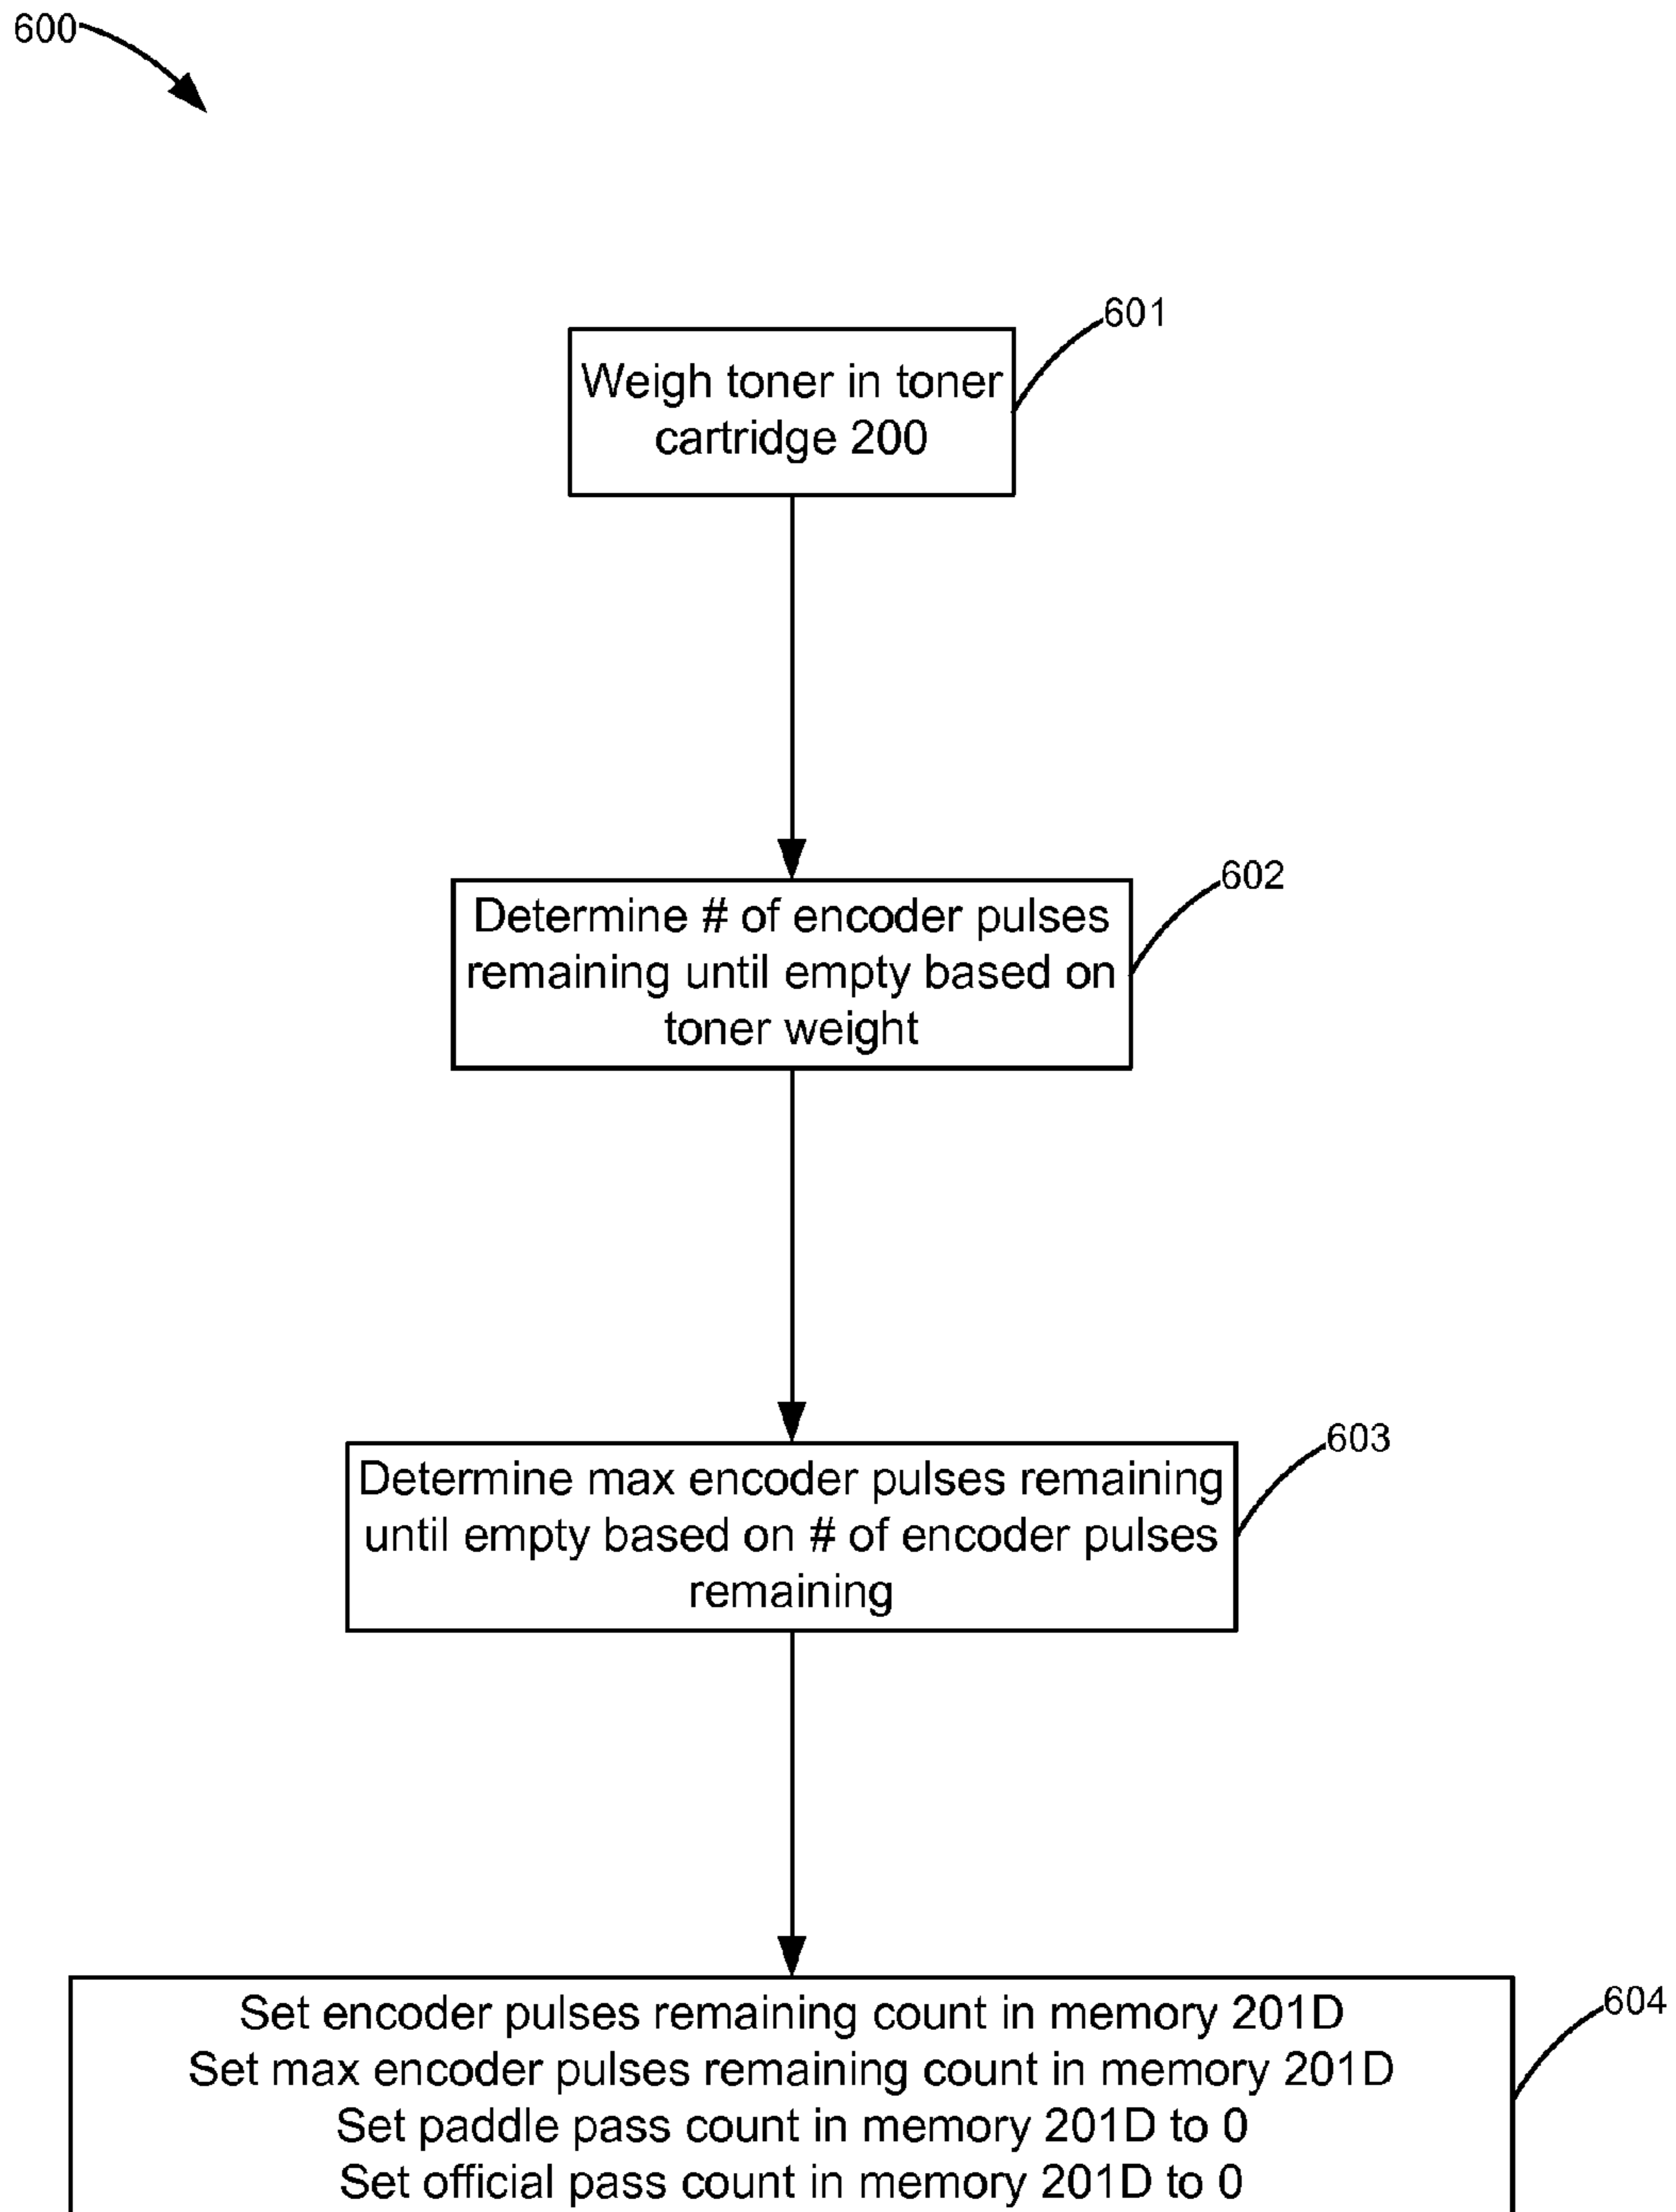 600
601
Weigh toner in toner
cartridge 200
602
Determine # of encoder pulses
remaining until empty based on
toner weight
603
Determine max encoder pulses remaining
until empty based on # of encoder pulses
remaining
604
Set encoder pulses remaining count in memory 201D
Set max encoder pulses remaining count in memory 201D
Set paddle pass count in memory 201D to 0
Set official pass count in memory 201D to 0